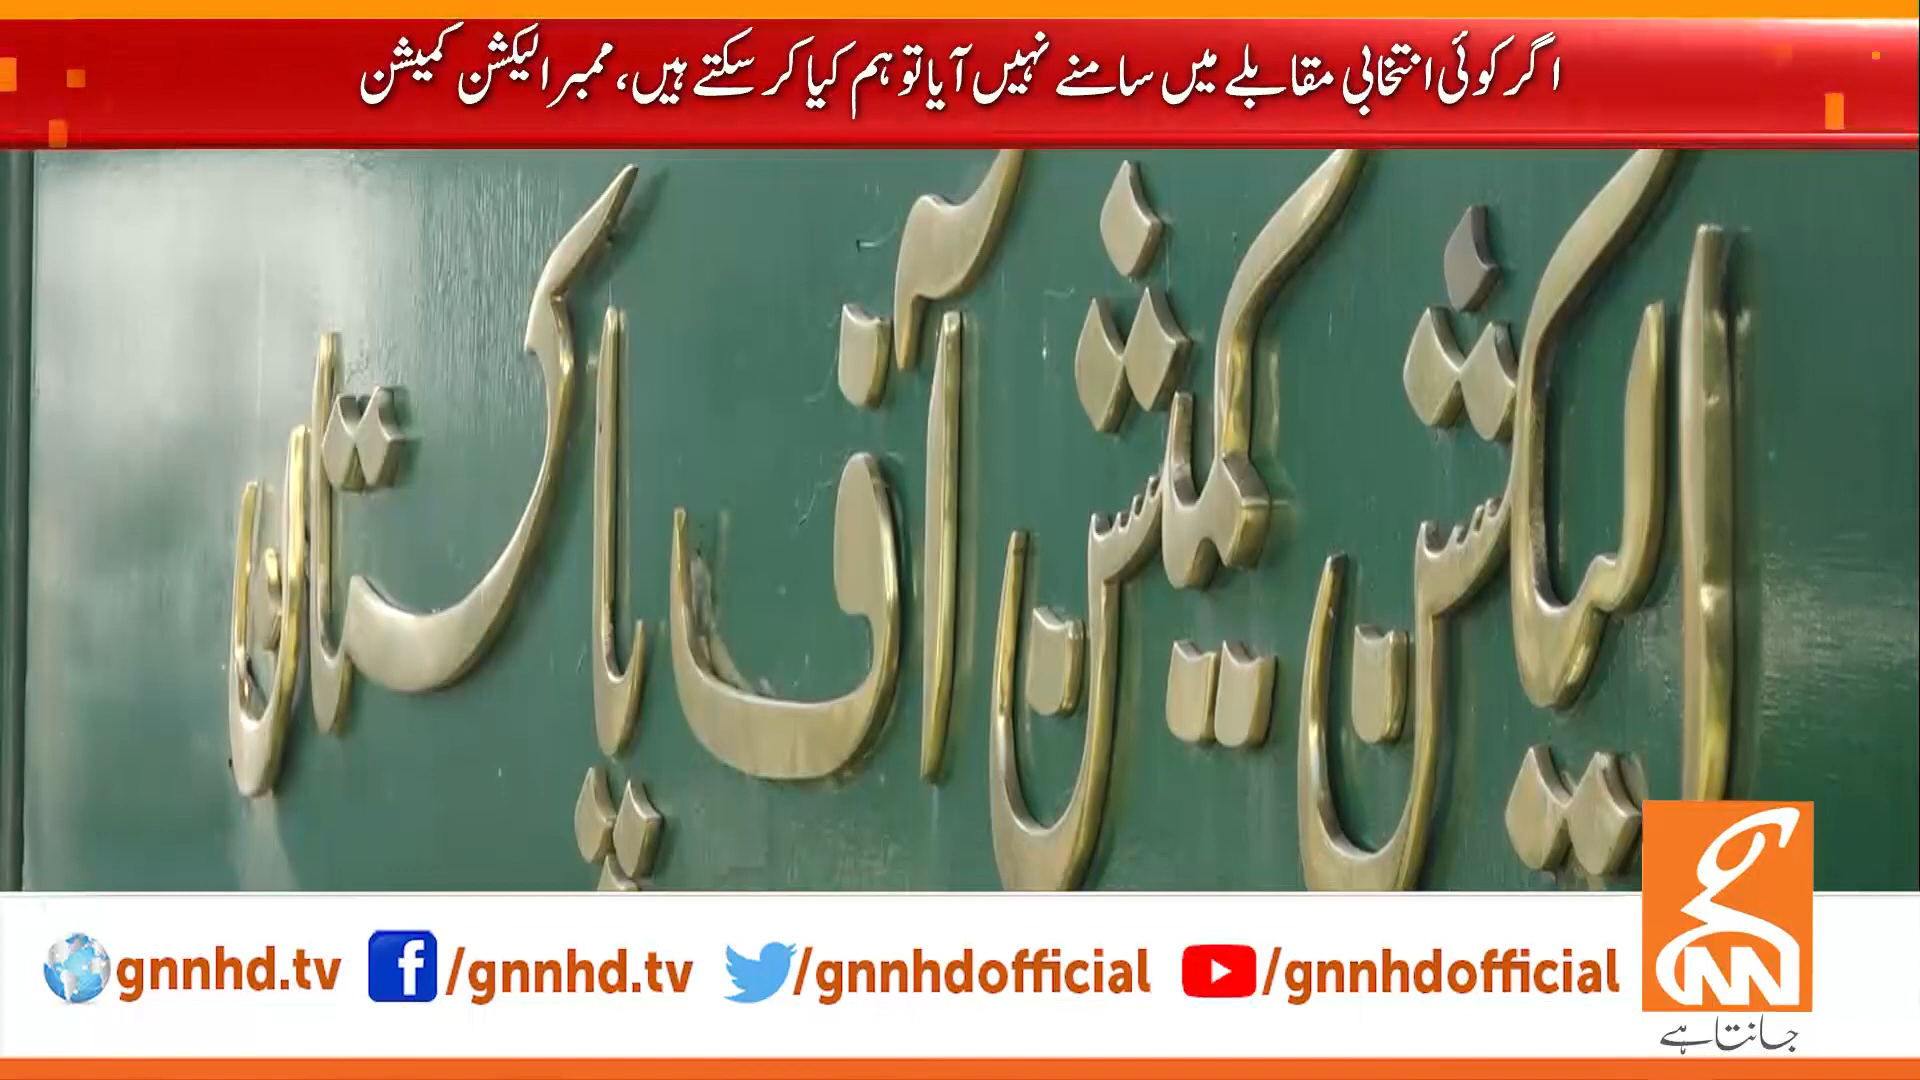 اگر کوئی انتخابی مقابلے میں سامنے نہیں آیا تو ہم کیا کر سکتے ہیں، ممبر الیکشن کمیشن
الیکشن کمیشن آف پاکستان
gnnhd.tv /gnnhd.tv /gnnhdofficial /gnnhdofficial
GNN
جانتا ہے